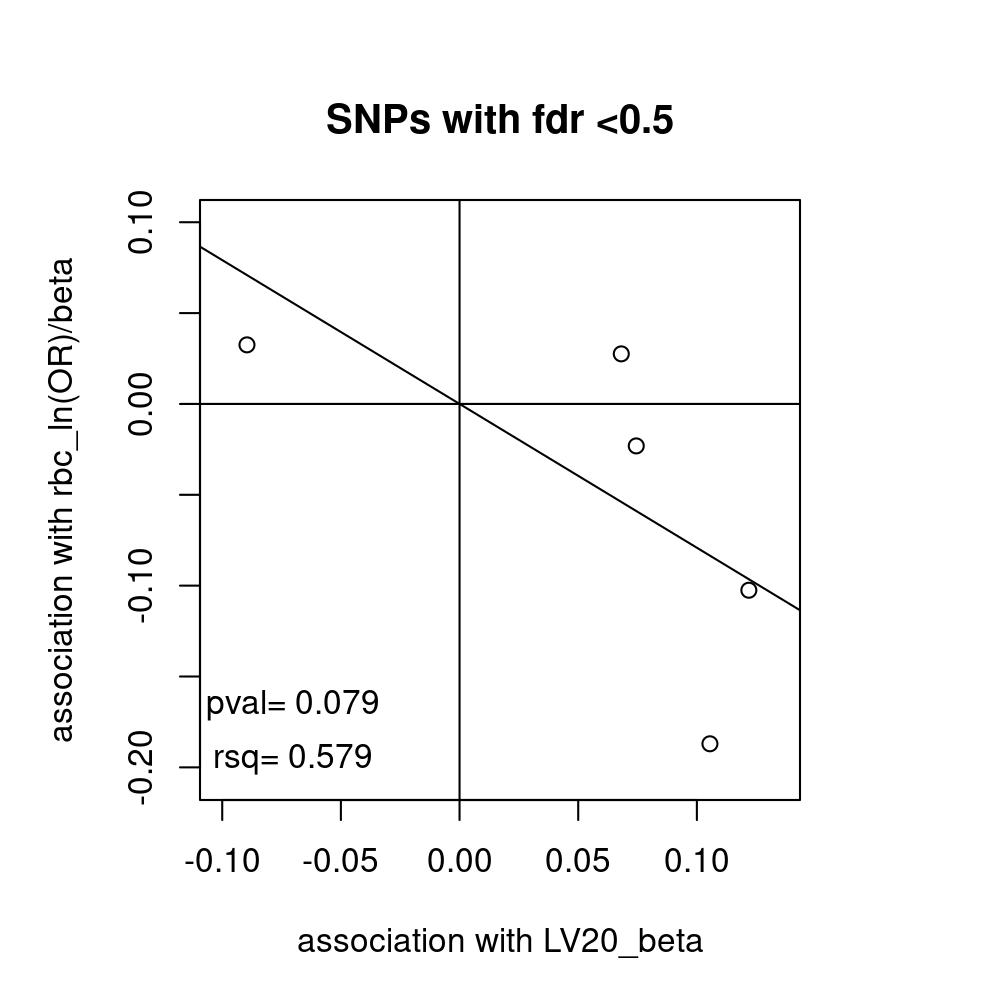 SNPs with fdr <0.5
association with rbc_ln(OR)/beta
0.10
0.00
-0.10
-0.20
pval= 0.079
rsq= 0.579
-0.10 -0.05 0.00 0.05 0.10
association with LV20_beta